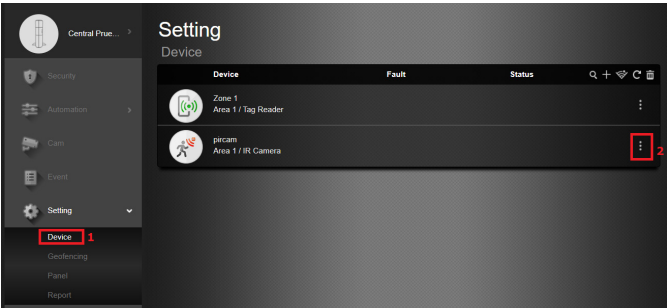 Central Prue...
Setting
Device
Security
Automation
Cam
Event
Setting
Device 1
Geofencing
Panel
Report
Device Fault Status
Zone 1
Area 1 / Tag Reader
pircam
Area 1 / IR Camera
2